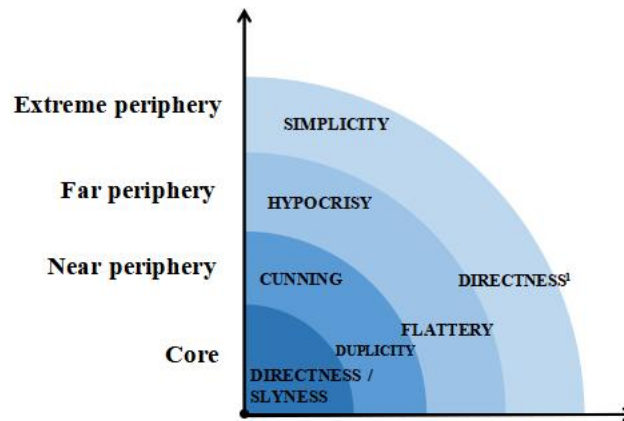 Extreme periphery
SIMPLICITY
Far periphery
HYPOCRISY
Near periphery
CUNNING
DIRECTNESS¹
FLATTERY
Core
DUPLICITY
DIRECTNESS /
SLYNESS